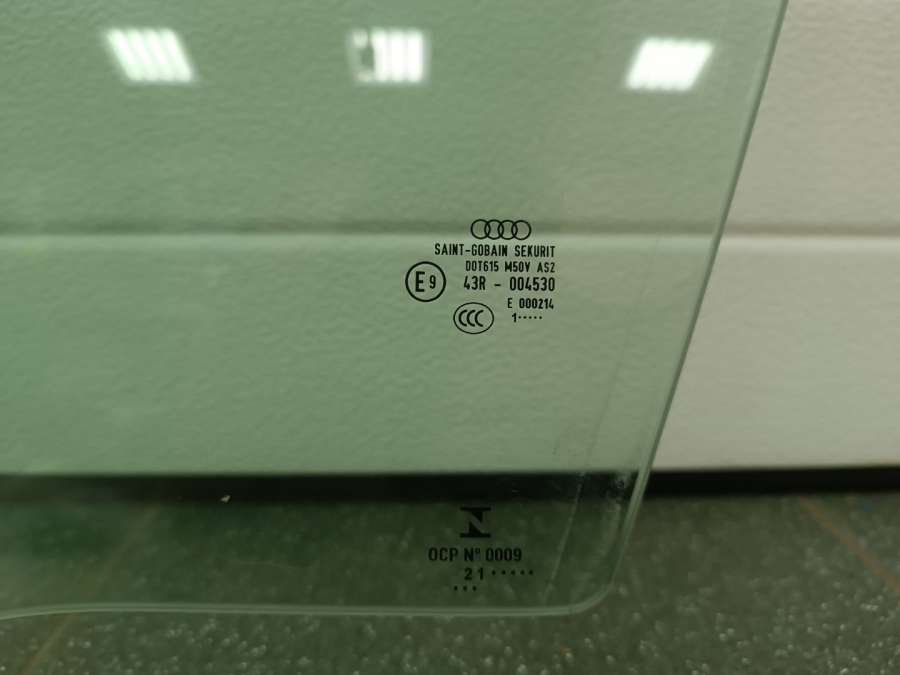 SAINT-GOBAIN SEKURIT
DOT615 M50V AS2
E9 43R - 004530
E 000214
CCC 1·····
N
OCP Nº 0009
21·····
···